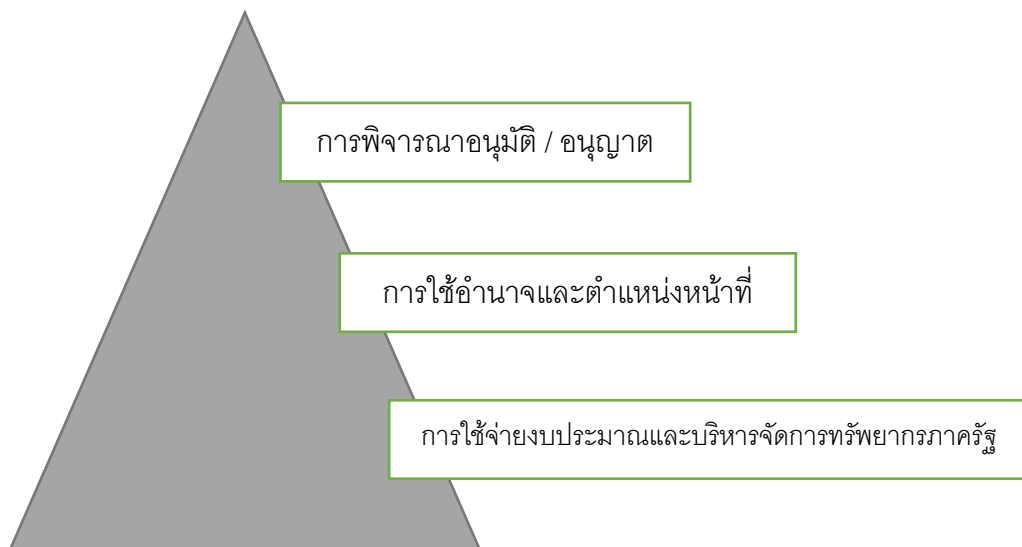 การพิจารณาอนุมัติ / อนุญาต
การใช้อำนาจและตำแหน่งหน้าที่
การใช้จ่ายงบประมาณและบริหารจัดการทรัพยากรภาครัฐ